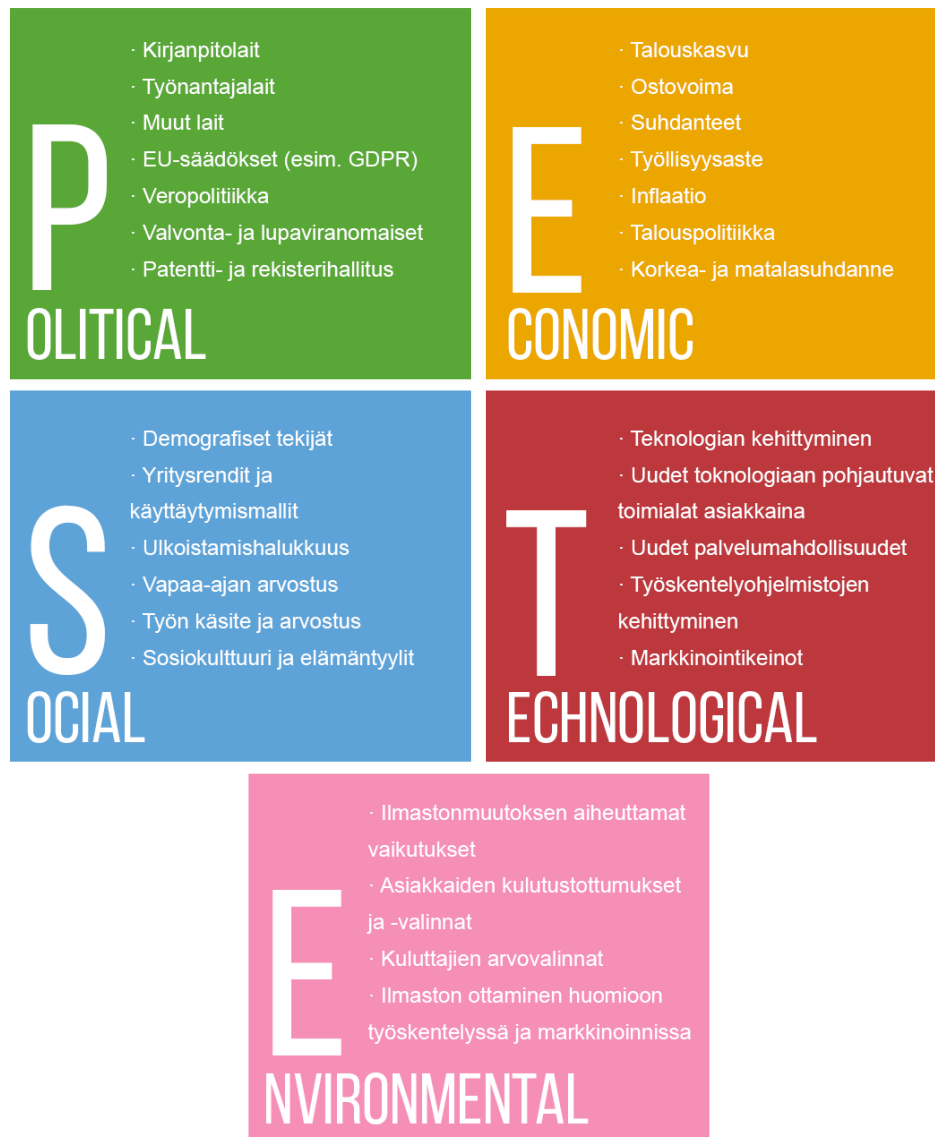 · Kirjanpitolait
· Työnantajalait
· Muut lait
· EU-säädökset (esim. GDPR)
· Veropolitiikka
· Valvonta- ja lupaviranomaiset
· Patentti- ja rekisterihallitus
P
OLITICAL
· Talouskasvu
· Ostovoima
· Suhdanteet
· Työllisyysaste
· Inflaatio
· Talouspolitiikka
· Korkea- ja matalasuhdanne
E
CONOMIC
· Demografiset tekijät
· Yritysrendit ja
käyttäytymismallit
· Ulkoistamishalukkuus
· Vapaa-ajan arvostus
· Työn käsite ja arvostus
· Sosiokulttuuri ja elämäntyylit
S
OCIAL
· Teknologian kehittyminen
· Uudet toknologiaan pohjautuvat
toimialat asiakkaina
· Uudet palvelumahdollisuudet
· Työskentelyohjelmistojen
kehittyminen
· Markkinointikeinot
T
ECHNOLOGICAL
· Ilmastonmuutoksen aiheuttamat
vaikutukset
· Asiakkaiden kulutustottumukset
ja -valinnat
· Kuluttajien arvovalinnat
· Ilmaston ottaminen huomioon
työskentelyssä ja markkinoinnissa
E
NVIRONMENTAL